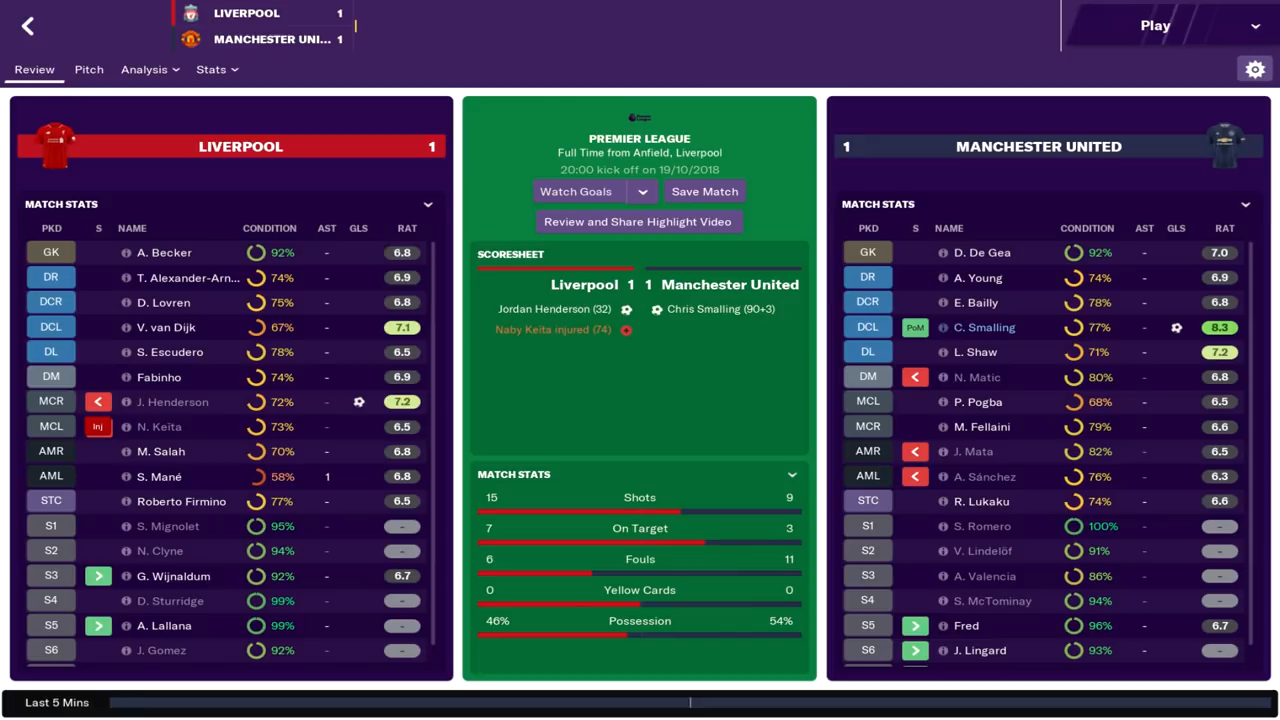 LIVERPOOL 1
MANCHESTER UNI... 1
Play
Review Pitch Analysis Stats
LIVERPOOL 1
MATCH STATS
PKD S NAME CONDITION AST GLS RAT
GK A. Becker 92% - 6.8
DR T. Alexander-Arn... 74% - 6.9
DCR D. Lovren 75% - 6.8
DCL V. van Dijk 67% - 7.1
DL S. Escudero 78% - 6.5
DM Fabinho 74% - 6.9
MCR < J. Henderson 72% - 7.2
MCL Inj N. Keïta 73% - 6.5
AMR M. Salah 70% - 6.8
AML S. Mané 58% 1 6.8
STC Roberto Firmino 77% - 6.5
S1 S. Mignolet 95% - -
S2 N. Clyne 94% - -
S3 > G. Wijnaldum 92% - 6.7
S4 D. Sturridge 99% - -
S5 > A. Lallana 99% - -
S6 J. Gomez 92% - -
PREMIER LEAGUE
Full Time from Anfield, Liverpool
20:00 kick off on 19/10/2018
Watch Goals Save Match
Review and Share Highlight Video
SCORESHEET
Liverpool 1 1 Manchester United
Jordan Henderson (32) Chris Smalling (90+3)
Naby Keïta injured (74)
MATCH STATS
15 Shots 9
7 On Target 3
6 Fouls 11
0 Yellow Cards 0
46% Possession 54%
1 MANCHESTER UNITED
MATCH STATS
PKD S NAME CONDITION AST GLS RAT
GK D. De Gea 92% - 7.0
DR A. Young 74% - 6.9
DCR E. Bailly 78% - 6.8
DCL PoM C. Smalling 77% - 8.3
DL L. Shaw 71% - 7.2
DM < N. Matic 80% - 6.8
MCL P. Pogba 68% - 6.5
MCR M. Fellaini 79% - 6.6
AMR < J. Mata 82% - 6.5
AML < A. Sánchez 76% - 6.3
STC R. Lukaku 74% - 6.6
S1 S. Romero 100% - -
S2 V. Lindelöf 91% - -
S3 A. Valencia 86% - -
S4 S. McTominay 94% - -
S5 > Fred 96% - 6.7
S6 > J. Lingard 93% - -
Last 5 Mins